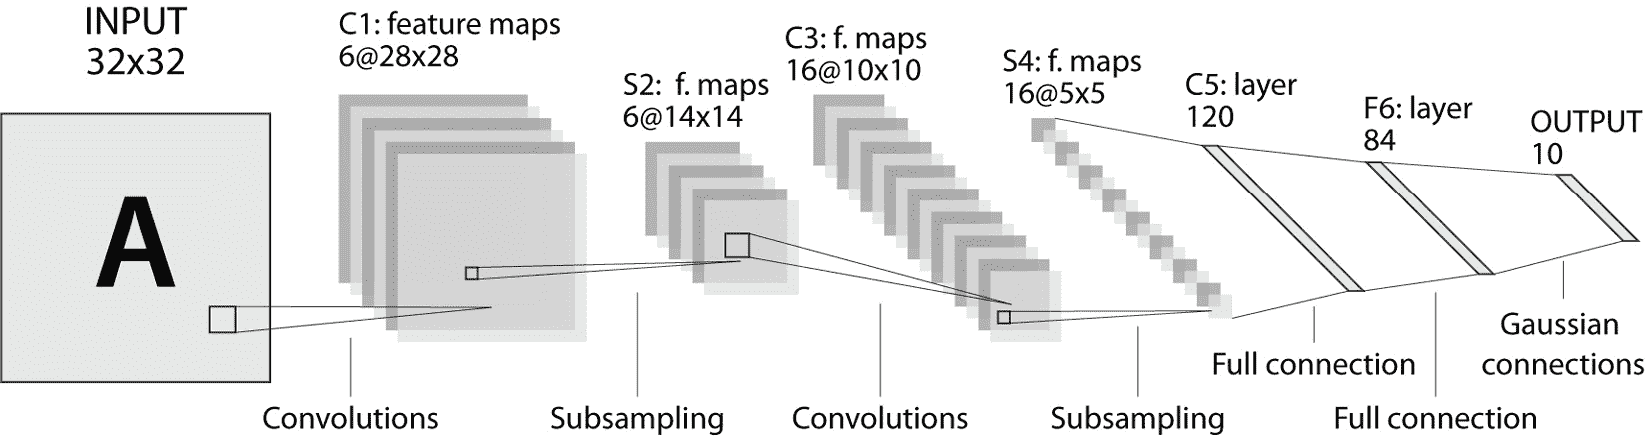 INPUT
32x32
C1: feature maps
6@28x28
S2: f. maps
6@14x14
C3: f. maps
16@10x10
S4: f. maps
16@5x5
C5: layer
120
F6: layer
84
OUTPUT
10
A
Convolutions
Subsampling
Convolutions
Subsampling
Full connection
Full connection
Gaussian
connections